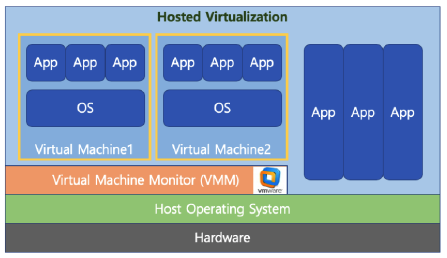 Hosted Virtualization
App App App
OS
Virtual Machine1
App App App
OS
Virtual Machine2
App App App
Virtual Machine Monitor (VMM)
vmware
Host Operating System
Hardware